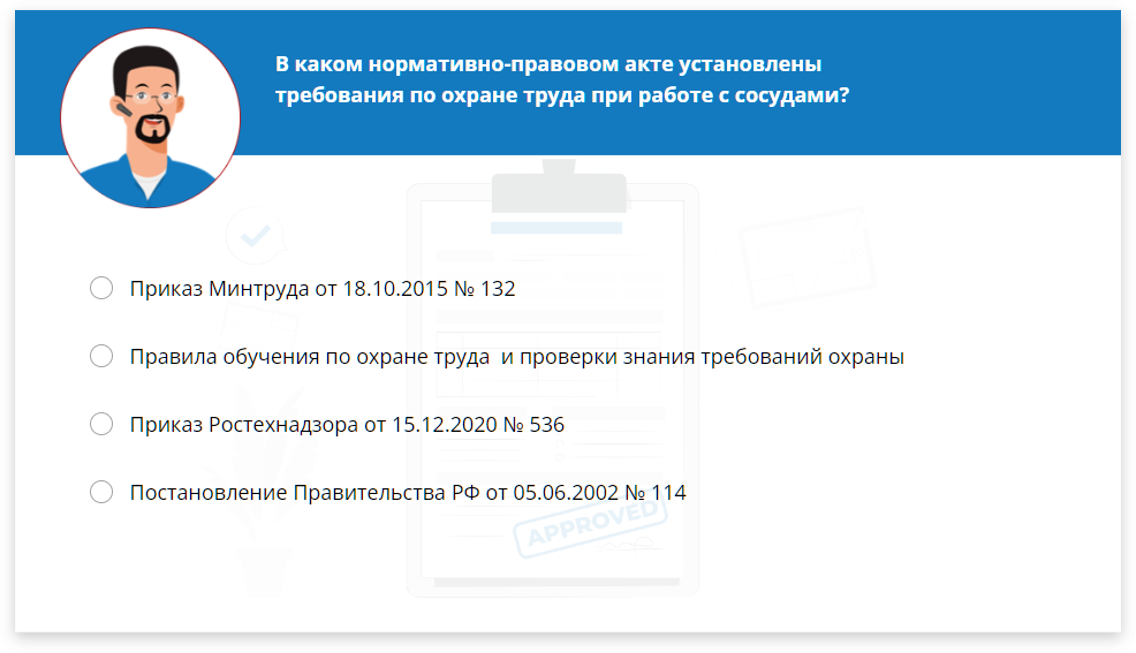 В каком нормативно-правовом акте установлены
требования по охране труда при работе с сосудами?
Приказ Минтруда от 18.10.2015 № 132
Правила обучения по охране труда и проверки знания требований охраны
Приказ Ростехнадзора от 15.12.2020 № 536
Постановление Правительства РФ от 05.06.2002 № 114
APPROVED